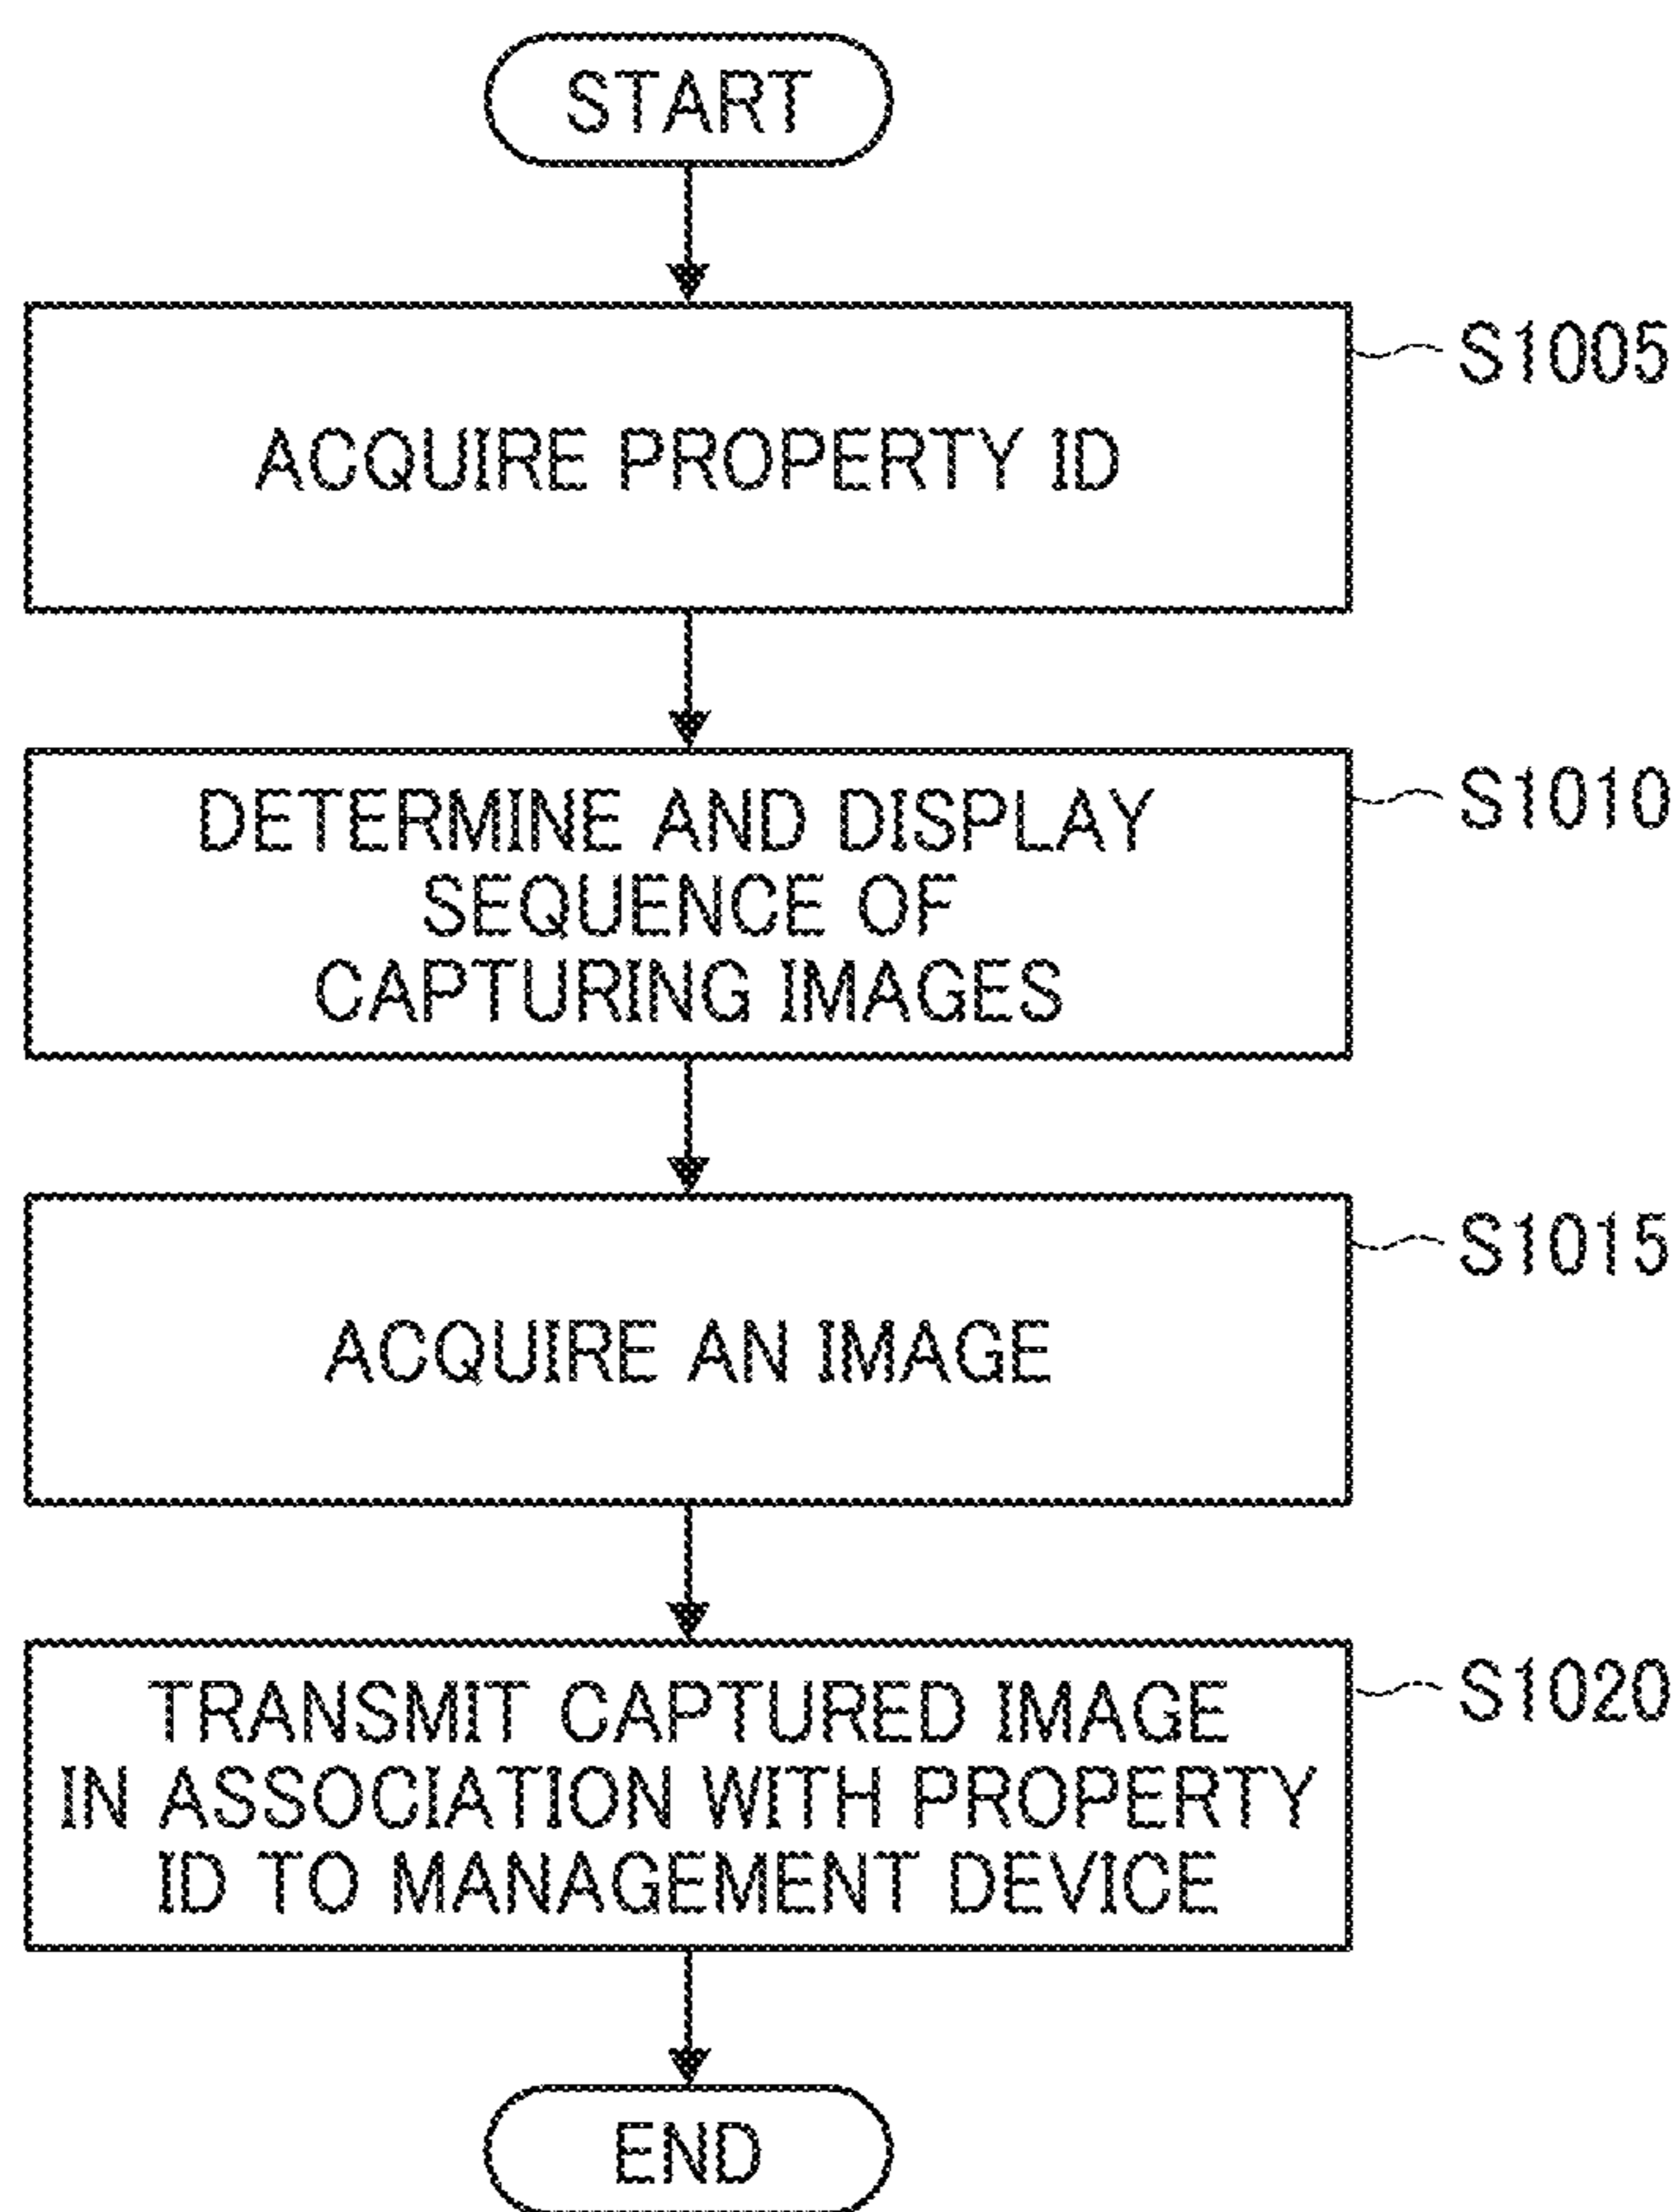 START
S1005
ACQUIRE PROPERTY ID
S1010
DETERMINE AND DISPLAY
SEQUENCE OF
CAPTURING IMAGES
S1015
ACQUIRE AN IMAGE
S1020
TRANSMIT CAPTURED IMAGE
IN ASSOCIATION WITH PROPERTY
ID TO MANAGEMENT DEVICE
END